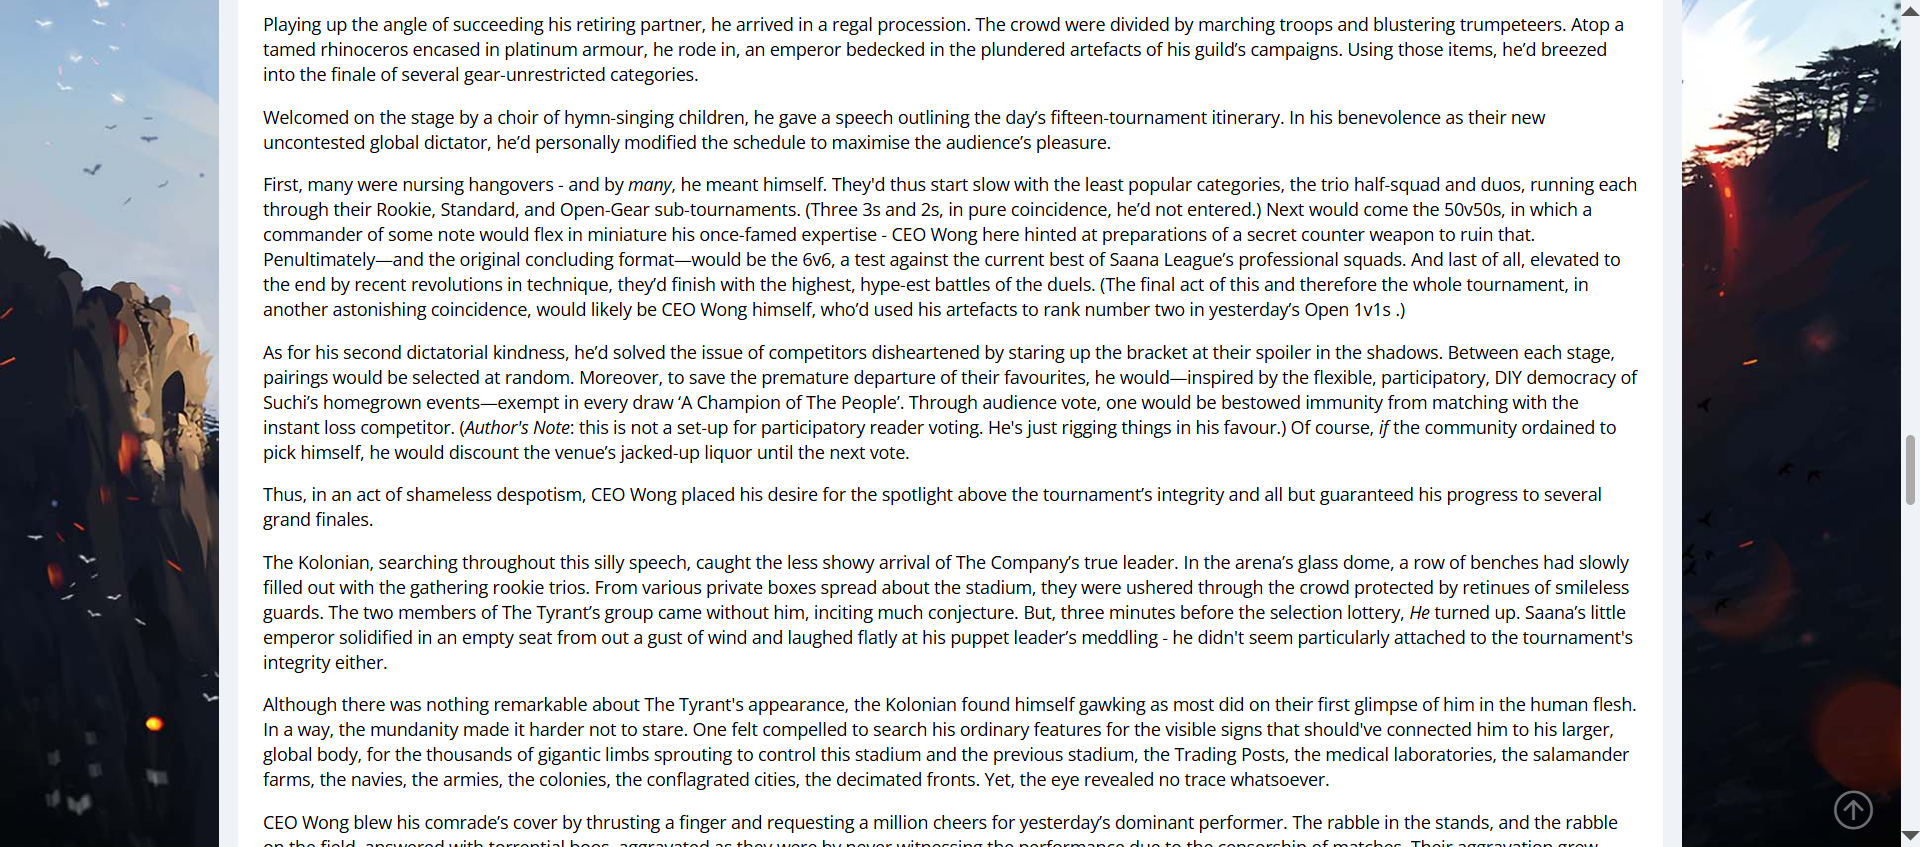 Playing up the angle of succeeding his retiring partner, he arrived in a regal procession. The crowd were divided by marching troops and blustering trumpeteers. Atop a
tamed rhinoceros encased in platinum armour, he rode in, an emperor bedecked in the plundered artefacts of his guild’s campaigns. Using those items, he’d breezed
into the finale of several gear-unrestricted categories.
Welcomed on the stage by a choir of hymn-singing children, he gave a speech outlining the day’s fifteen-tournament itinerary. In his benevolence as their new
uncontested global dictator, he’d personally modified the schedule to maximise the audience’s pleasure.
First, many were nursing hangovers - and by many, he meant himself. They'd thus start slow with the least popular categories, the trio half-squad and duos, running each
through their Rookie, Standard, and Open-Gear sub-tournaments. (Three 3s and 2s, in pure coincidence, he’d not entered.) Next would come the 50v50s, in which a
commander of some note would flex in miniature his once-famed expertise - CEO Wong here hinted at preparations of a secret counter weapon to ruin that.
Penultimately—and the original concluding format—would be the 6v6, a test against the current best of Saana League’s professional squads. And last of all, elevated to
the end by recent revolutions in technique, they’d finish with the highest, hype-est battles of the duels. (The final act of this and therefore the whole tournament, in
another astonishing coincidence, would likely be CEO Wong himself, who’d used his artefacts to rank number two in yesterday’s Open 1v1s .)
As for his second dictatorial kindness, he’d solved the issue of competitors disheartened by staring up the bracket at their spoiler in the shadows. Between each stage,
pairings would be selected at random. Moreover, to save the premature departure of their favourites, he would—inspired by the flexible, participatory, DIY democracy of
Suchi’s homegrown events—exempt in every draw ‘A Champion of The People’. Through audience vote, one would be bestowed immunity from matching with the
instant loss competitor. (Author's Note: this is not a set-up for participatory reader voting. He's just rigging things in his favour.) Of course, if the community ordained to
pick himself, he would discount the venue’s jacked-up liquor until the next vote.
Thus, in an act of shameless despotism, CEO Wong placed his desire for the spotlight above the tournament’s integrity and all but guaranteed his progress to several
grand finales.
The Kolonian, searching throughout this silly speech, caught the less showy arrival of The Company’s true leader. In the arena’s glass dome, a row of benches had slowly
filled out with the gathering rookie trios. From various private boxes spread about the stadium, they were ushered through the crowd protected by retinues of smileless
guards. The two members of The Tyrant’s group came without him, inciting much conjecture. But, three minutes before the selection lottery, He turned up. Saana’s little
emperor solidified in an empty seat from out a gust of wind and laughed flatly at his puppet leader’s meddling - he didn't seem particularly attached to the tournament's
integrity either.
Although there was nothing remarkable about The Tyrant's appearance, the Kolonian found himself gawking as most did on their first glimpse of him in the human flesh.
In a way, the mundanity made it harder not to stare. One felt compelled to search his ordinary features for the visible signs that should've connected him to his larger,
global body, for the thousands of gigantic limbs sprouting to control this stadium and the previous stadium, the Trading Posts, the medical laboratories, the salamander
farms, the navies, the armies, the colonies, the conflagrated cities, the decimated fronts. Yet, the eye revealed no trace whatsoever.
CEO Wong blew his comrade’s cover by thrusting a finger and requesting a million cheers for yesterday’s dominant performer. The rabble in the stands, and the rabble
on the field, answered with torrential boos, aggravated as they were by never witnessing the performance due to the censorship of matches. Their aggravation grew